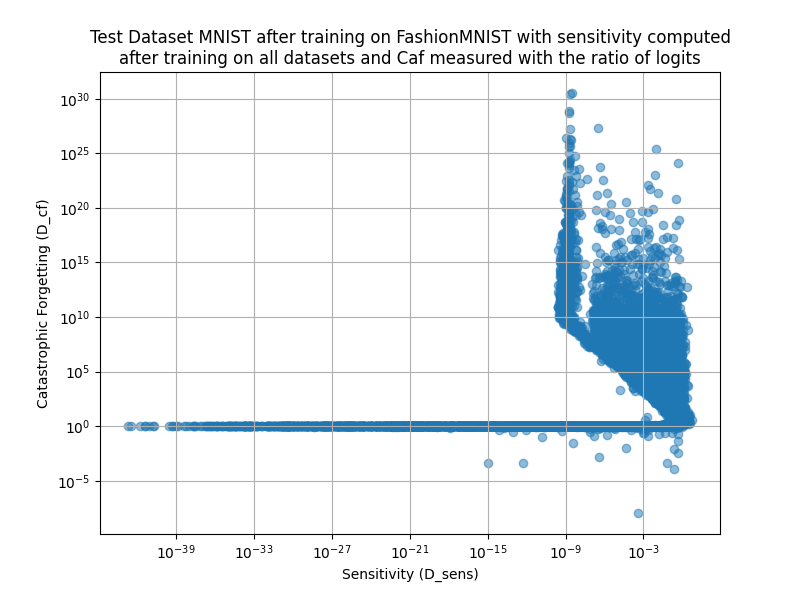 Test Dataset MNIST after training on FashionMNIST with sensitivity computed
after training on all datasets and Caf measured with the ratio of logits
Catastrophic Forgetting (D_cf)
10^30
10^25
10^20
10^15
10^10
10^5
10^0
10^−5
10^−39 10^−33 10^−27 10^−21 10^−15 10^−9 10^−3
Sensitivity (D_sens)